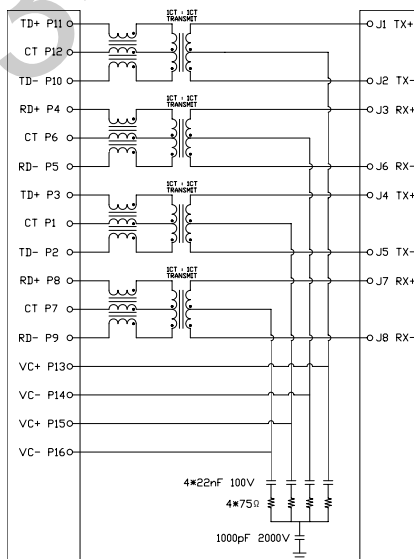 1CT : 1CT
TRANSMIT
TD+ P11
J1 TX+
CT P12
TD- P10
J2 TX-
1CT : 1CT
TRANSMIT
RD+ P4
J3 RX+
CT P6
RD- P5
J6 RX-
1CT : 1CT
TRANSMIT
TD+ P3
J4 TX+
CT P1
TD- P2
J5 TX-
1CT : 1CT
TRANSMIT
RD+ P8
J7 RX+
CT P7
RD- P9
J8 RX-
VC+ P13
VC- P14
VC+ P15
VC- P16
4*22nF 100V
4*75Ω
1000pF 2000V